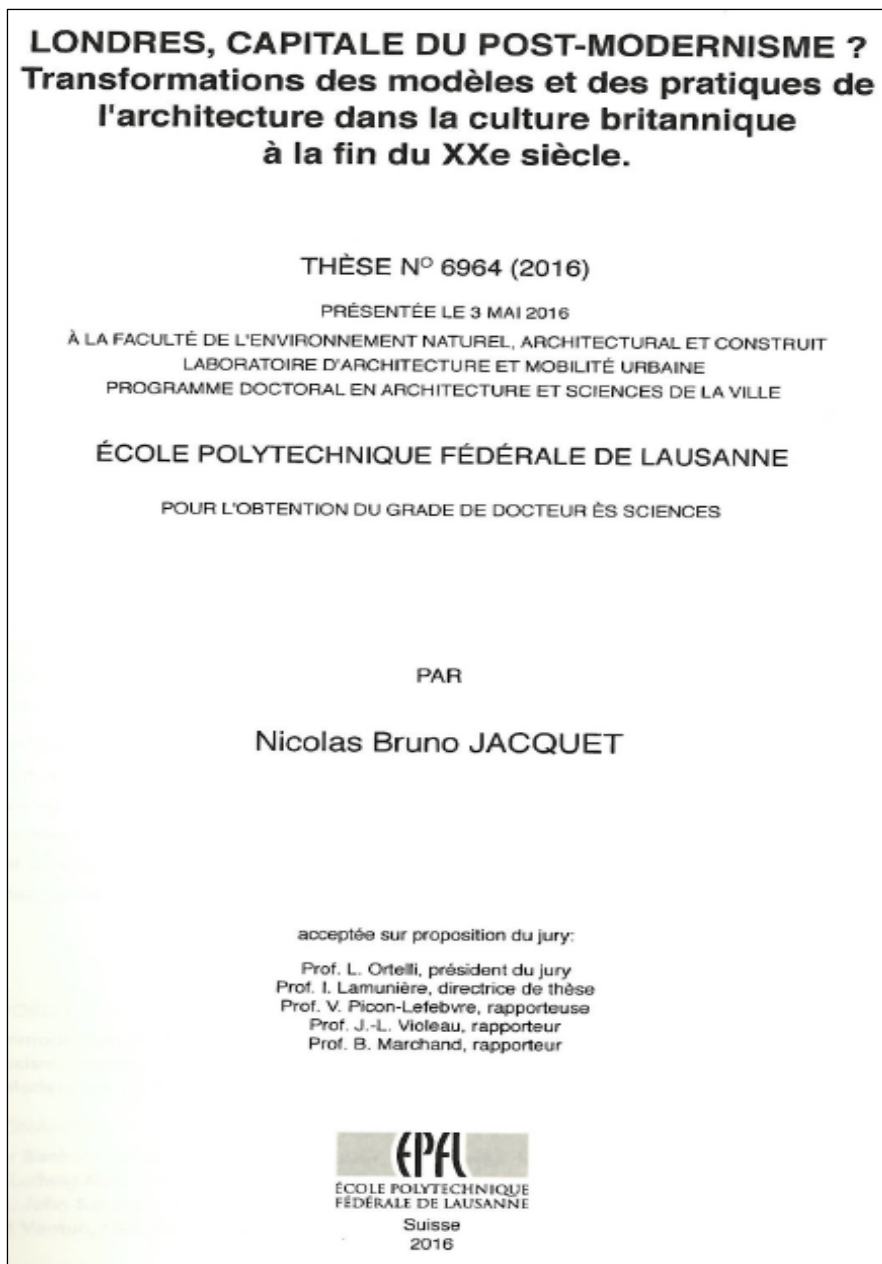 LONDRES, CAPITALE DU POST-MODERNISME ?
Transformations des modèles et des pratiques de
l'architecture dans la culture britannique
à la fin du XXe siècle.
THÈSE Nº 6964 (2016)
PRÉSENTÉE LE 3 MAI 2016
À LA FACULTÉ DE L'ENVIRONNEMENT NATUREL, ARCHITECTURAL ET CONSTRUIT
LABORATOIRE D'ARCHITECTURE ET MOBILITÉ URBAINE
PROGRAMME DOCTORAL EN ARCHITECTURE ET SCIENCES DE LA VILLE
ÉCOLE POLYTECHNIQUE FÉDÉRALE DE LAUSANNE
POUR L'OBTENTION DU GRADE DE DOCTEUR ÈS SCIENCES
PAR
Nicolas Bruno JACQUET
acceptée sur proposition du jury:
Prof. L. Ortelli, président du jury
Prof. I. Lamunière, directrice de thèse
Prof. V. Picon-Lefebvre, rapporteuse
Prof. J.-L. Violeau, rapporteur
Prof. B. Marchand, rapporteur
EPFL
ÉCOLE POLYTECHNIQUE
FÉDÉRALE DE LAUSANNE
Suisse
2016